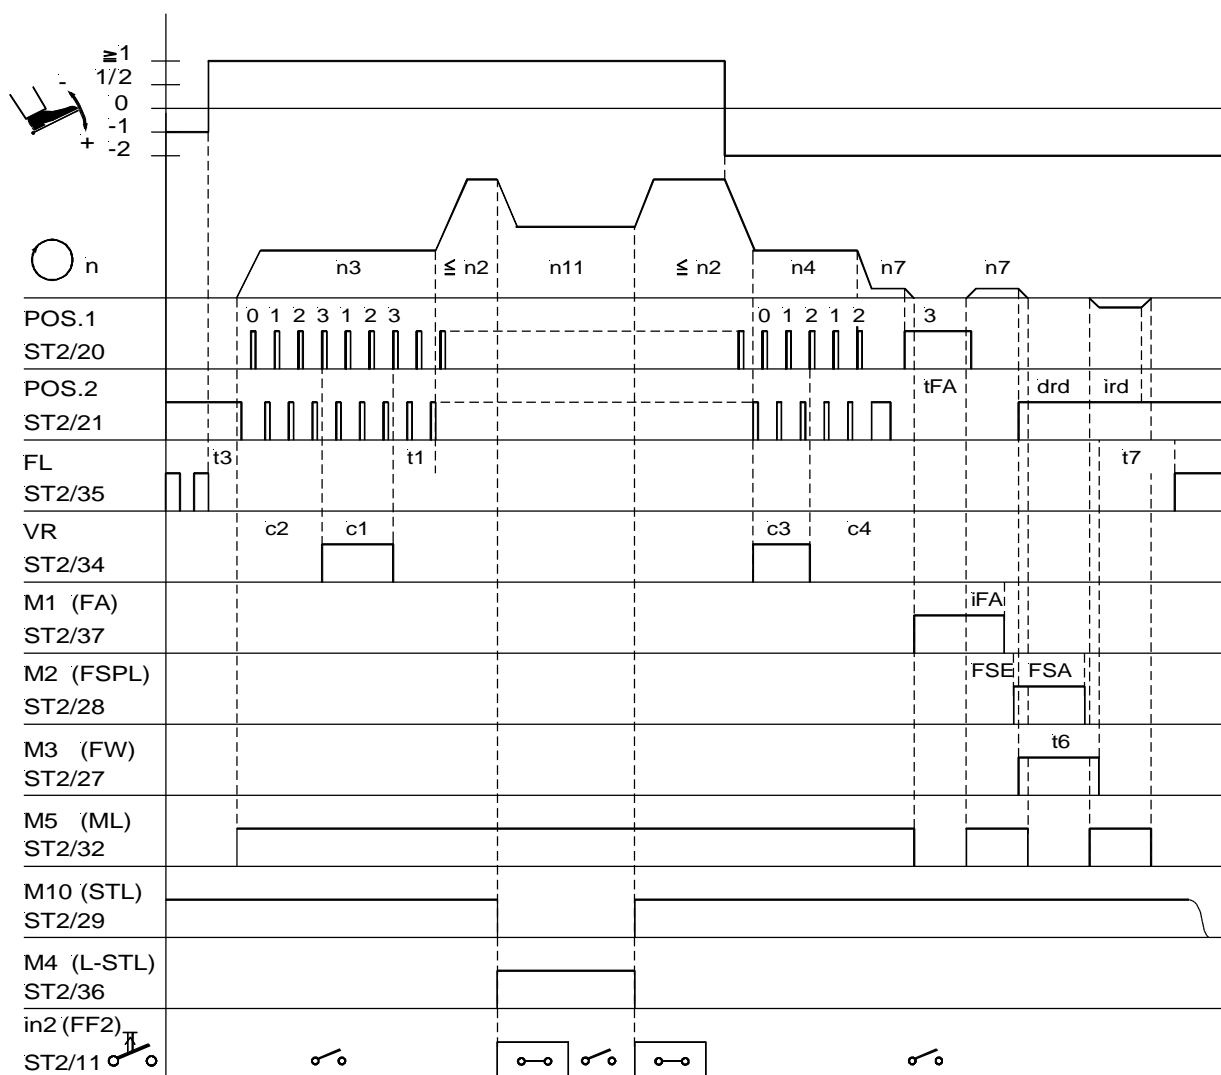 ≧1
1/2
0
-1
-2
-
+
n
n3
≦ n2
n11
≦ n2
n4
n7
n7
POS.1
0 1 2 3 1 2 3
0 1 2 1 2
3
ST2/20
POS.2
tFA
drd
ird
ST2/21
FL
t3
t1
t7
ST2/35
VR
c2
c1
c3
c4
ST2/34
M1 (FA)
iFA
ST2/37
M2 (FSPL)
FSE
FSA
ST2/28
M3 (FW)
t6
ST2/27
M5 (ML)
ST2/32
M10 (STL)
ST2/29
M4 (L-STL)
ST2/36
in2 (FF2)
ST2/11